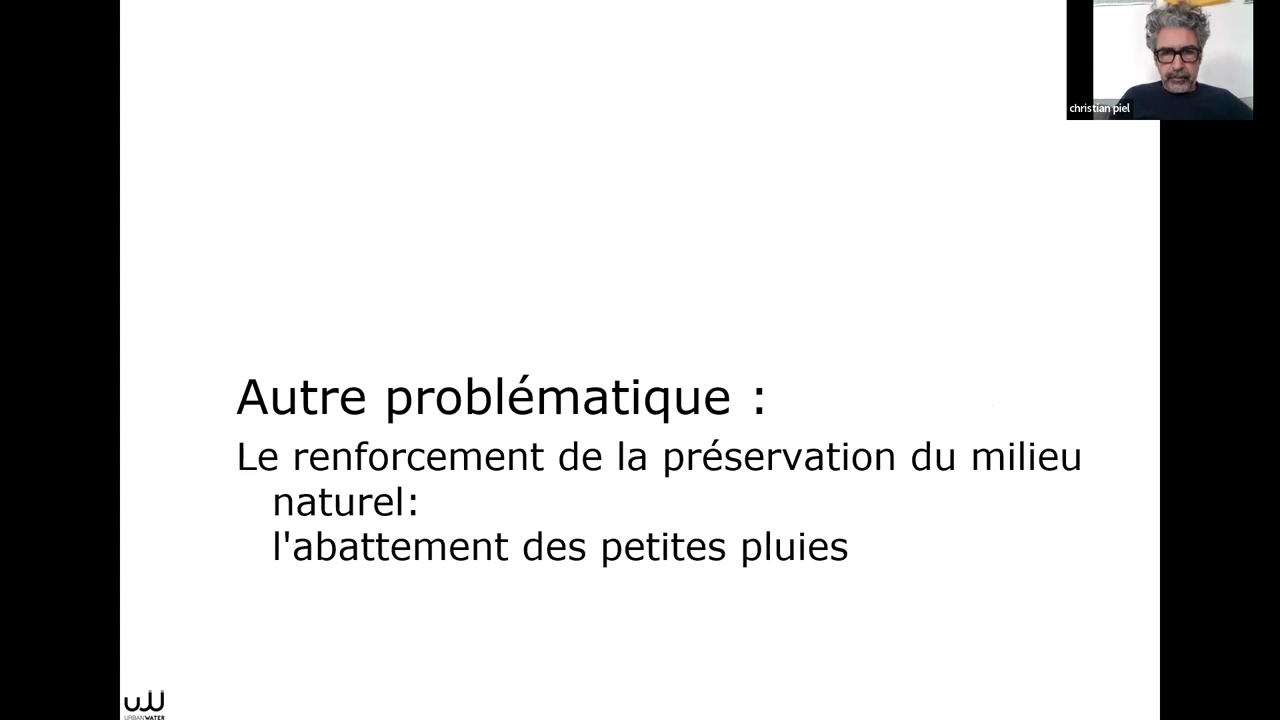 christian piel
Autre problématique :
Le renforcement de la préservation du milieu
naturel:
l'abattement des petites pluies
URBANWATER